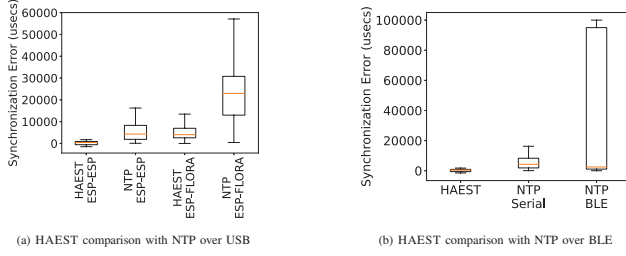 Synchronization Error (usecs)
60000
50000
40000
30000
20000
10000
0
HAEST
ESP-ESP
NTP
ESP-ESP
HAEST
ESP-FLORA
NTP
ESP-FLORA
(a) HAEST comparison with NTP over USB
Synchronization Error (usecs)
100000
80000
60000
40000
20000
0
HAEST
NTP
Serial
NTP
BLE
(b) HAEST comparison with NTP over BLE